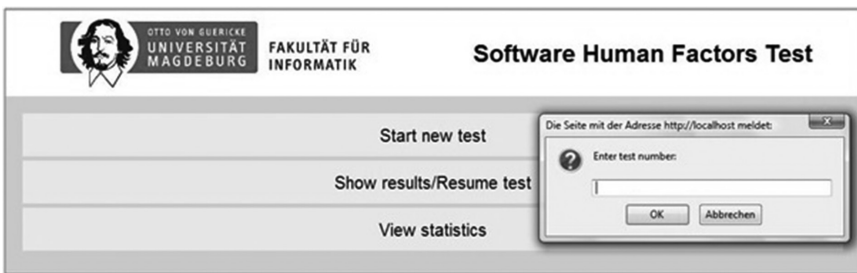 OTTO VON GUERICKE
UNIVERSITÄT
MAGDEBURG
FAKULTÄT FÜR
INFORMATIK
Software Human Factors Test
Start new test
Show results/Resume test
View statistics
Die Seite mit der Adresse http://localhost meldet:
Enter test number:
OK
Abbrechen